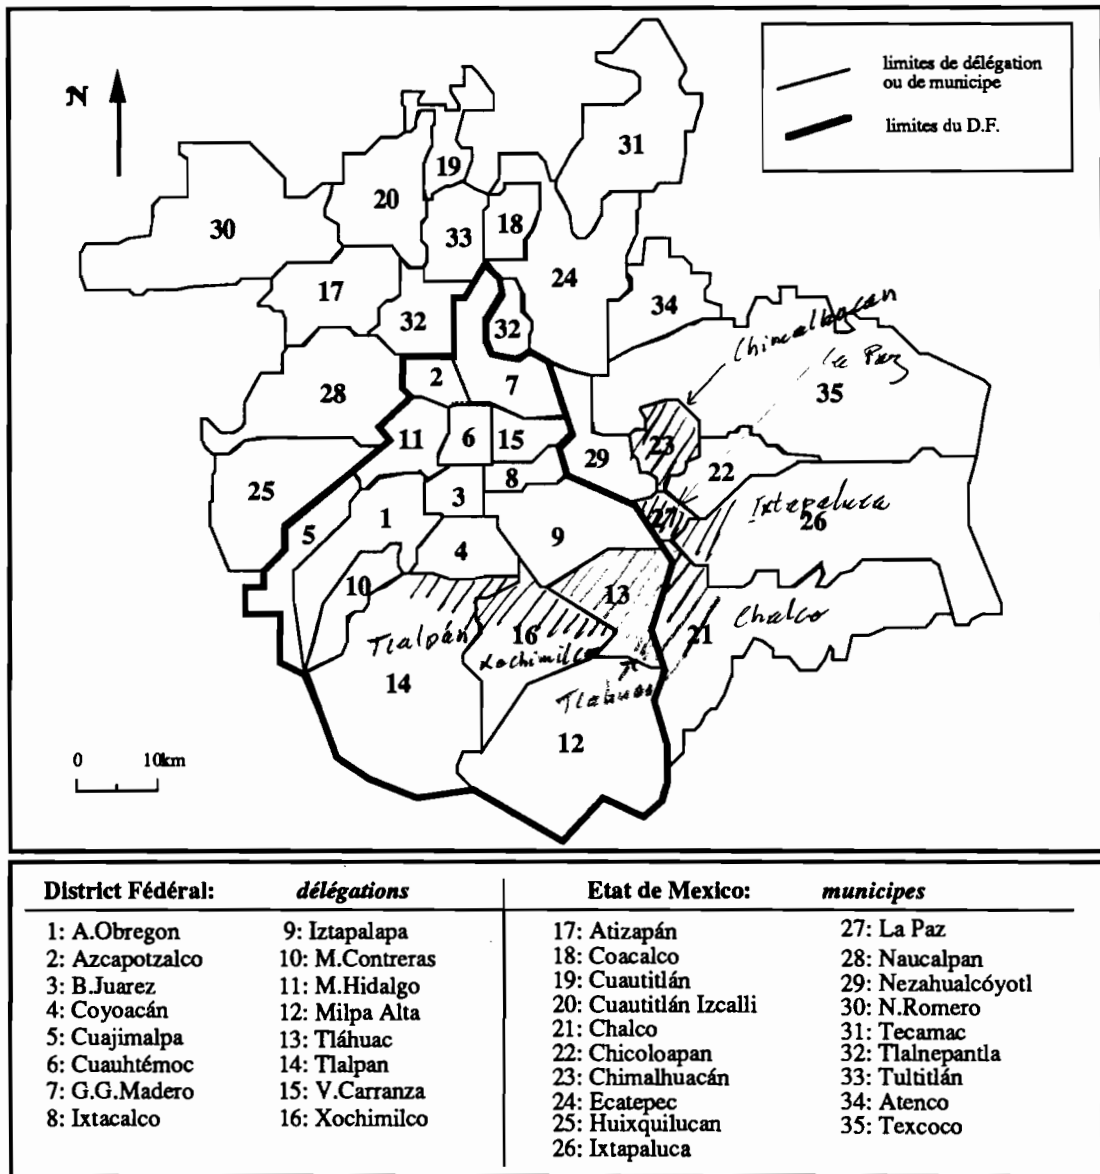 N
limites de délégation
ou de municipe
limites du D.F.
31
19
20
18
30
33
24
17
34
32
32
Chimalhuacan
La Paz
2
7
28
35
11
6
15
23
29
22
8
25
3
Ixtapaluca
1
27
26
5
9
4
10
13
Chalco
Tlalpán
16
21
Xochimilco
14
Tlahuac
12
0 10km
District Fédéral: délégations
1: A.Obregon
2: Azcapotzalco
3: B.Juarez
4: Coyoacán
5: Cuajimalpa
6: Cuauhtémoc
7: G.G.Madero
8: Ixtacalco
9: Iztapalapa
10: M.Contreras
11: M.Hidalgo
12: Milpa Alta
13: Tláhuac
14: Tlalpan
15: V.Carranza
16: Xochimilco
Etat de Mexico: municipes
17: Atizapán
18: Coacalco
19: Cuautitlán
20: Cuautitlán Izcalli
21: Chalco
22: Chicoloapan
23: Chimalhuacán
24: Ecatepec
25: Huixquilucan
26: Ixtapaluca
27: La Paz
28: Naucalpan
29: Nezahualcóyotl
30: N.Romero
31: Tecamac
32: Tlalnepantla
33: Tultitlán
34: Atenco
35: Texcoco